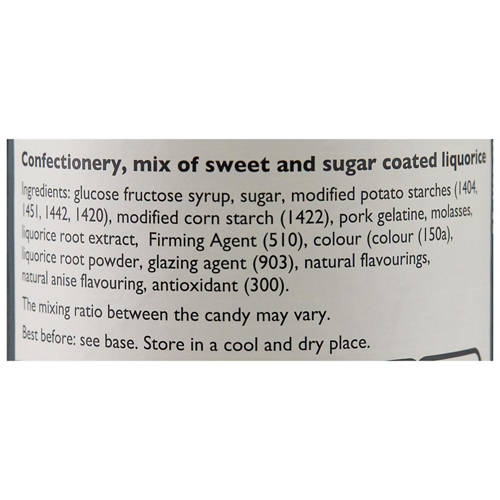 Confectionery, mix of sweet and sugar coated liquorice
Ingredients: glucose fructose syrup, sugar, modified potato starches (1404,
1451, 1442, 1420), modified corn starch (1422), pork gelatine, molasses,
liquorice root extract, Firming Agent (510), colour (colour (150a),
liquorice root powder, glazing agent (903), natural flavourings,
natural anise flavouring, antioxidant (300).
The mixing ratio between the candy may vary.
Best before: see base. Store in a cool and dry place.